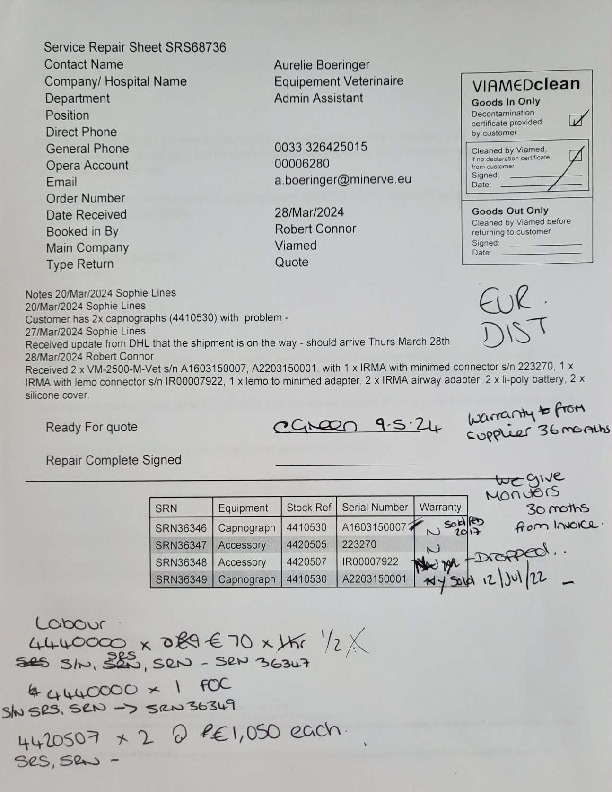 Service Repair Sheet SRS68736
Contact Name Aurelie Boeringer
Company/ Hospital Name Equipement Veterinaire
Department Admin Assistant
Position
Direct Phone
General Phone 0033 326425015
Opera Account 00006280
Email a.boeringer@minerve.eu
Order Number
Date Received 28/Mar/2024
Booked in By Robert Connor
Main Company Viamed
Type Return Quote
VIAMEDclean
Goods In Only
Decontamination
certificate provided
by customer
Cleaned by Viamed,
if no declaration certificate
from customer
Signed:
Date:
Goods Out Only
Cleaned by Viamed before
returning to customer
Signed:
Date:
Notes 20/Mar/2024 Sophie Lines
20/Mar/2024 Sophie Lines
Customer has 2x capnographs (4410530) with problem -
27/Mar/2024 Sophie Lines
Received update from DHL that the shipment is on the way - should arrive Thurs March 28th
28/Mar/2024 Robert Connor
Received 2 x VM-2500-M-Vet s/n A1603150007, A2203150001, with 1 x IRMA with minimed connector s/n 223270, 1 x
IRMA with lemo connector s/n IR00007922, 1 x lemo to minimed adapter, 2 x IRMA airway adapter 2 x li-poly battery, 2 x
silicone cover.
EUR.
DIST
Ready For quote CGreen 9-5-24
Warranty from
supplier 36 months
Repair Complete Signed
we give
30 months
from Invoice.
SRN Equipment Stock Ref Serial Number Warranty
SRN36346 Capnograph 4410530 A1603150007 N Sold 2017
SRN36347 Accessory 4420505 223270 N
SRN36348 Accessory 4420507 IR00007922 - Dropped..
SRN36349 Capnograph 4410530 A2203150001 Y Sold 12/Jul/22 -
Labour
4440000 x € 70 x 1/2
S/N, SRS, SRN - SRN 36347
4440000 x 1 FOC
S/N SRS, SRN -> SRN36349
4420507 x 2 @ €1,050 each.
SRS, SRN -